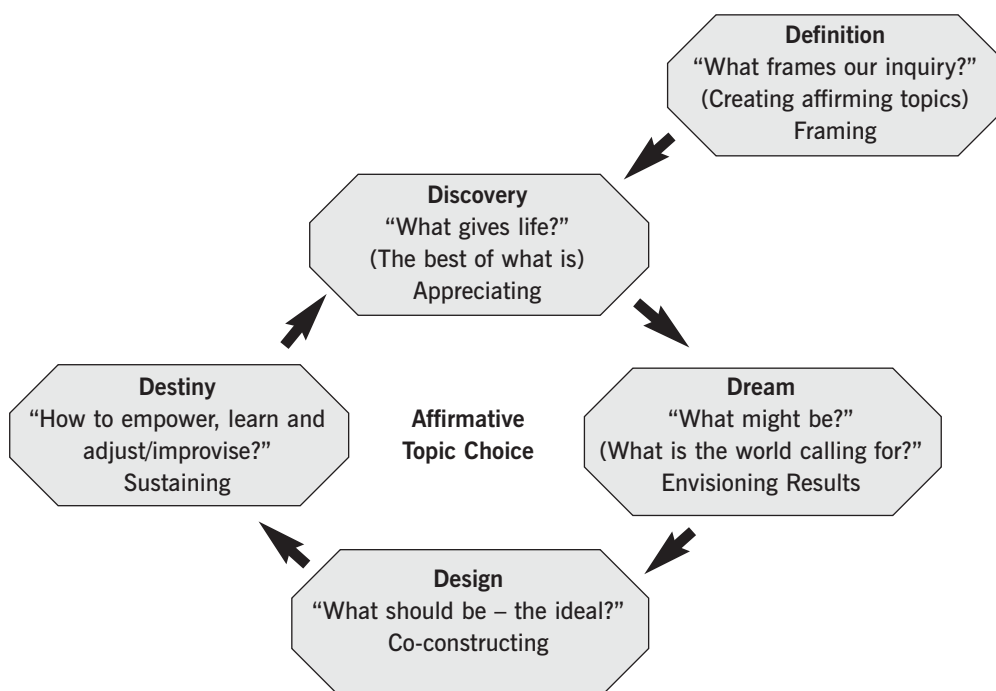 Definition
“What frames our inquiry?”
(Creating affirming topics)
Framing
Discovery
“What gives life?”
(The best of what is)
Appreciating
Dream
“What might be?”
(What is the world calling for?”
Envisioning Results
Design
“What should be – the ideal?”
Co-constructing
Destiny
“How to empower, learn and
adjust/improvise?”
Sustaining
Affirmative
Topic Choice